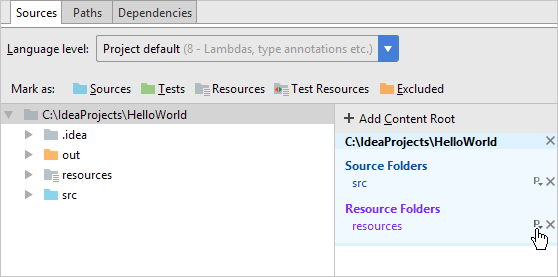 Sources Paths Dependencies
Language level: Project default (8 - Lambdas, type annotations etc.)
Mark as: Sources Tests Resources Test Resources Excluded
C:\IdeaProjects\HelloWorld
.idea
out
resources
src
+ Add Content Root
C:\IdeaProjects\HelloWorld
Source Folders
src P
Resource Folders
resources P